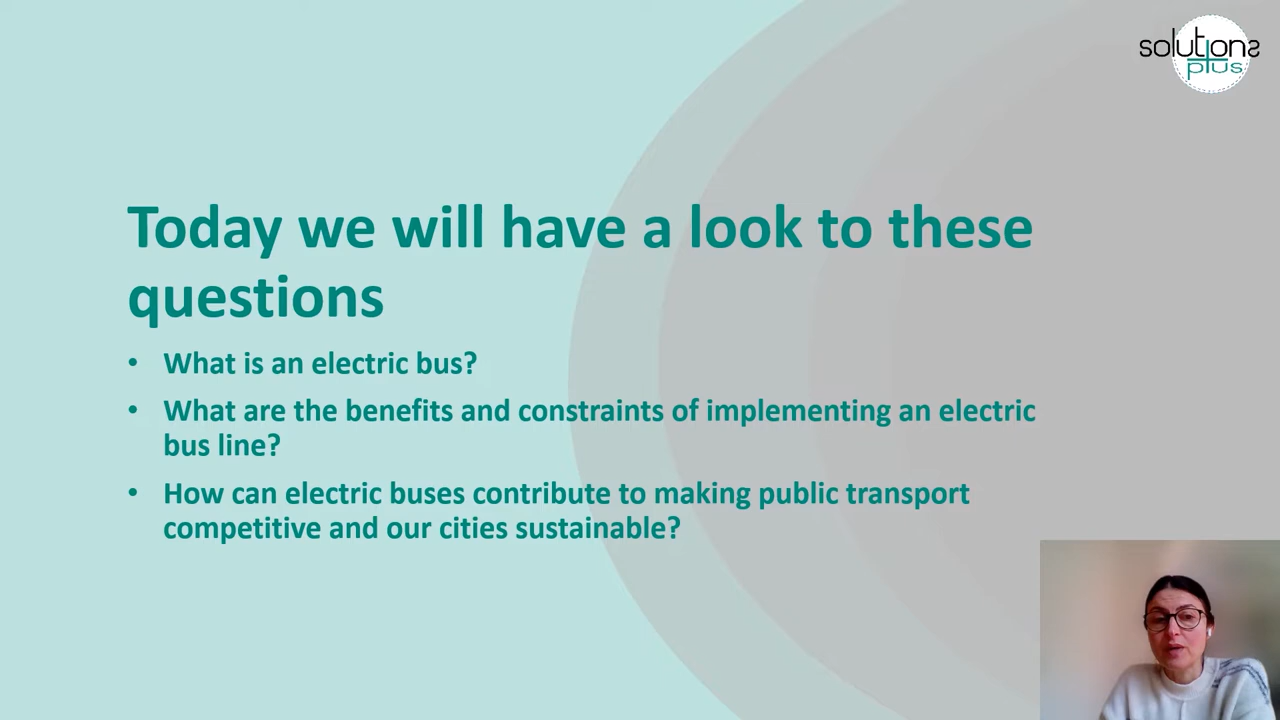 solutions
plus
Today we will have a look to these
questions
• What is an electric bus?
• What are the benefits and constraints of implementing an electric
bus line?
• How can electric buses contribute to making public transport
competitive and our cities sustainable?